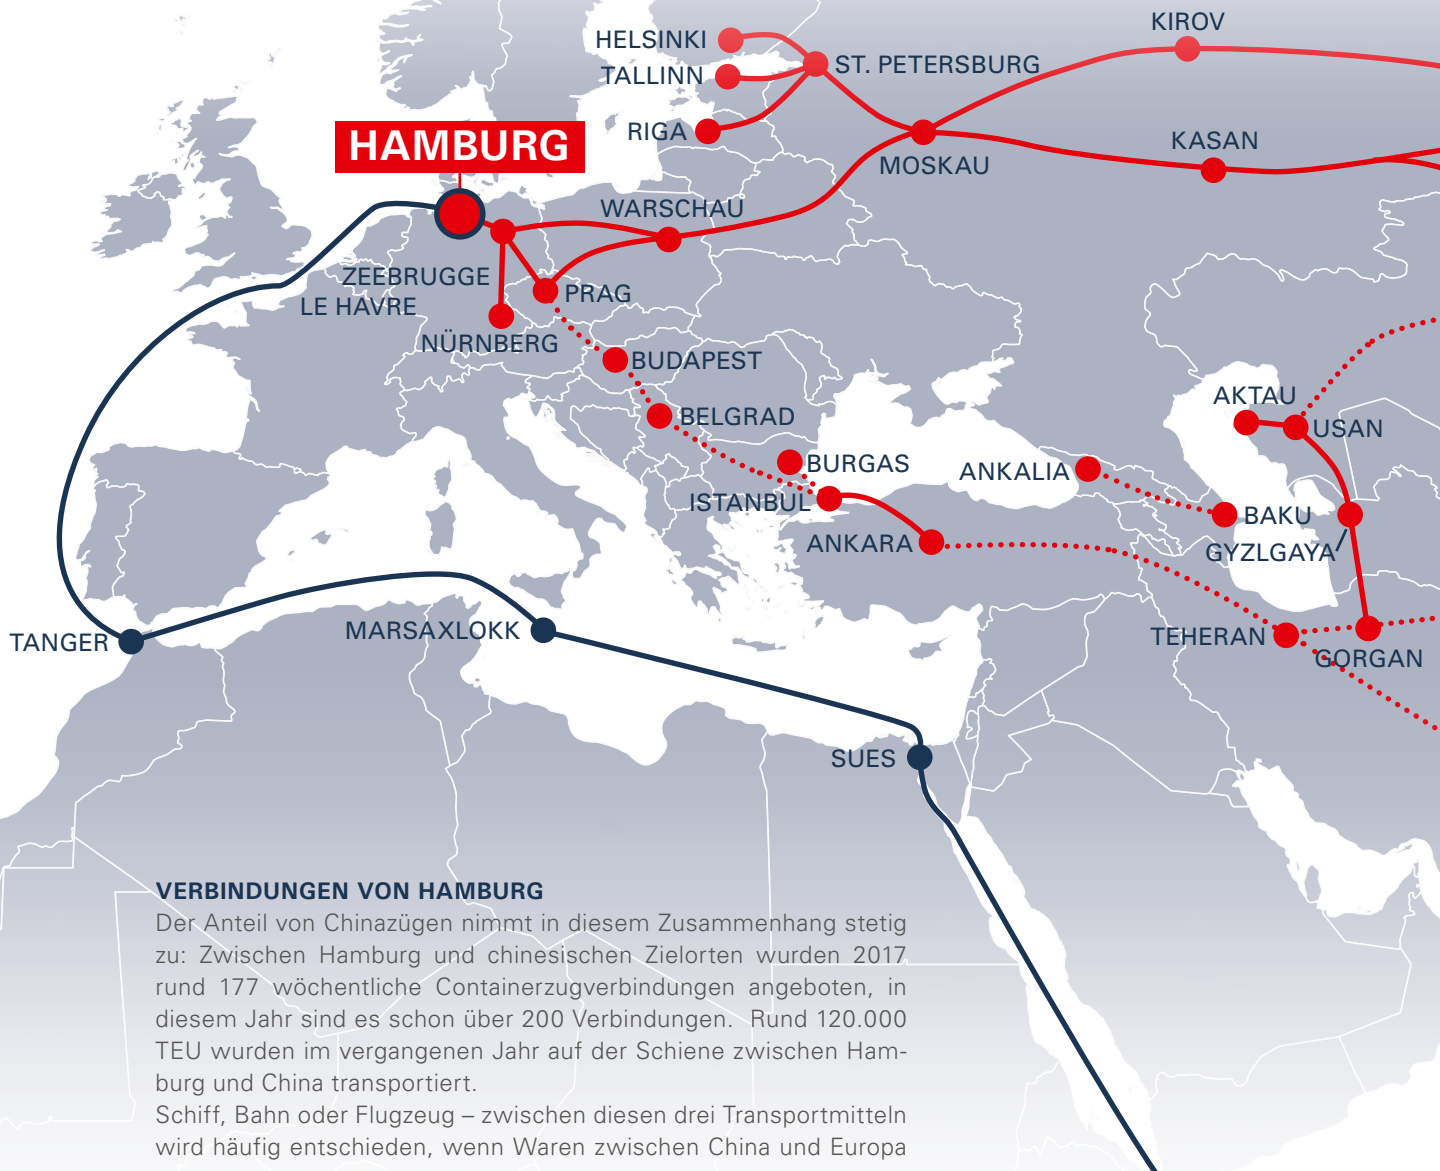 KIROV
HELSINKI
ST. PETERSBURG
TALLINN
RIGA
HAMBURG
KASAN
MOSKAU
WARSCHAU
ZEEBRUGGE
PRAG
LE HAVRE
NÜRNBERG
BUDAPEST
AKTAU
BELGRAD
USAN
BURGAS
ANKALIA
ISTANBUL
BAKU
ANKARA
GYZLGAYA
TANGER
MARSAXLOKK
TEHERAN
GORGAN
SUES
VERBINDUNGEN VON HAMBURG
Der Anteil von Chinazügen nimmt in diesem Zusammenhang stetig
zu: Zwischen Hamburg und chinesischen Zielorten wurden 2017
rund 177 wöchentliche Containerzugverbindungen angeboten, in
diesem Jahr sind es schon über 200 Verbindungen. Rund 120.000
TEU wurden im vergangenen Jahr auf der Schiene zwischen Ham-
burg und China transportiert.
Schiff, Bahn oder Flugzeug – zwischen diesen drei Transportmitteln
wird häufig entschieden, wenn Waren zwischen China und Europa